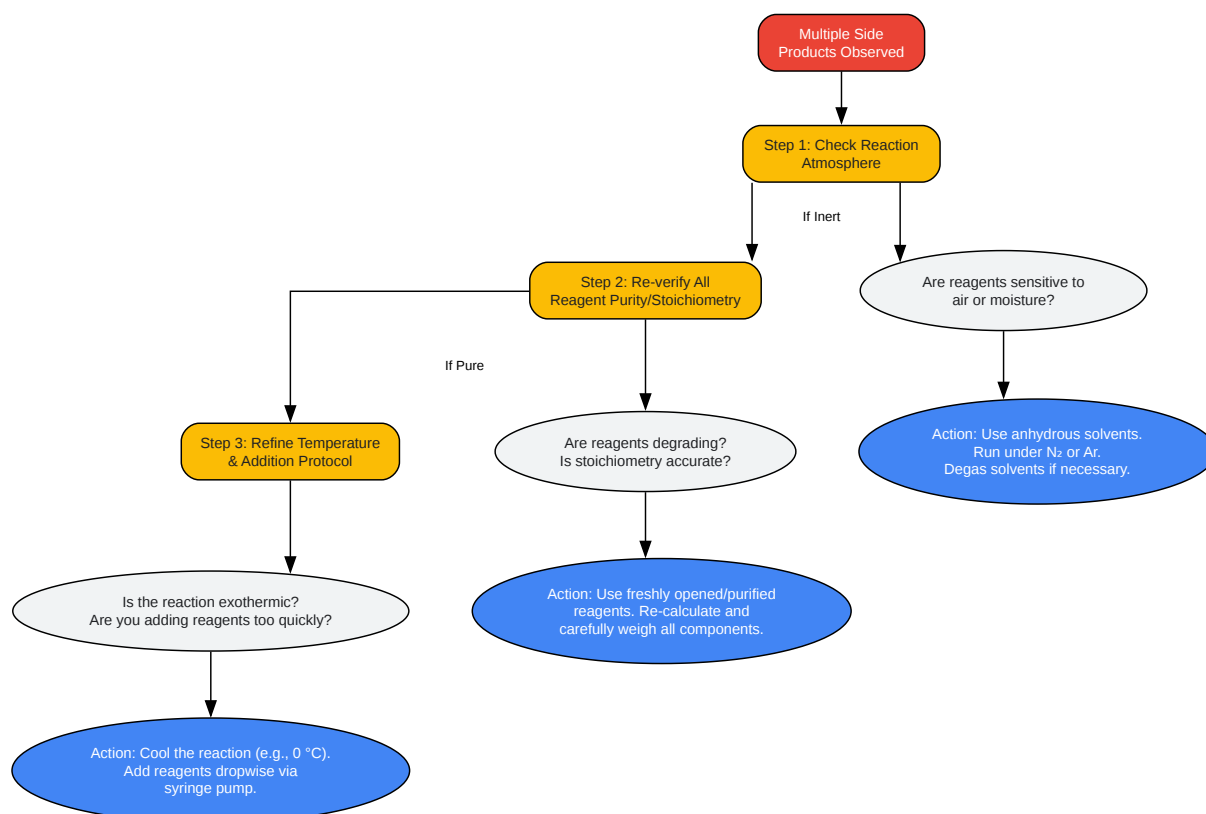 Multiple Side
Products Observed
Step 1: Check Reaction
Atmosphere
If Inert
Step 2: Re-verify All
Reagent Purity/Stoichiometry
Are reagents sensitive to
air or moisture?
If Pure
Step 3: Refine Temperature
& Addition Protocol
Are reagents degrading?
Is stoichiometry accurate?
Action: Use anhydrous solvents.
Run under N₂ or Ar.
Degas solvents if necessary.
Is the reaction exothermic?
Are you adding reagents too quickly?
Action: Use freshly opened/purified
reagents. Re-calculate and
carefully weigh all components.
Action: Cool the reaction (e.g., 0 °C).
Add reagents dropwise via
syringe pump.